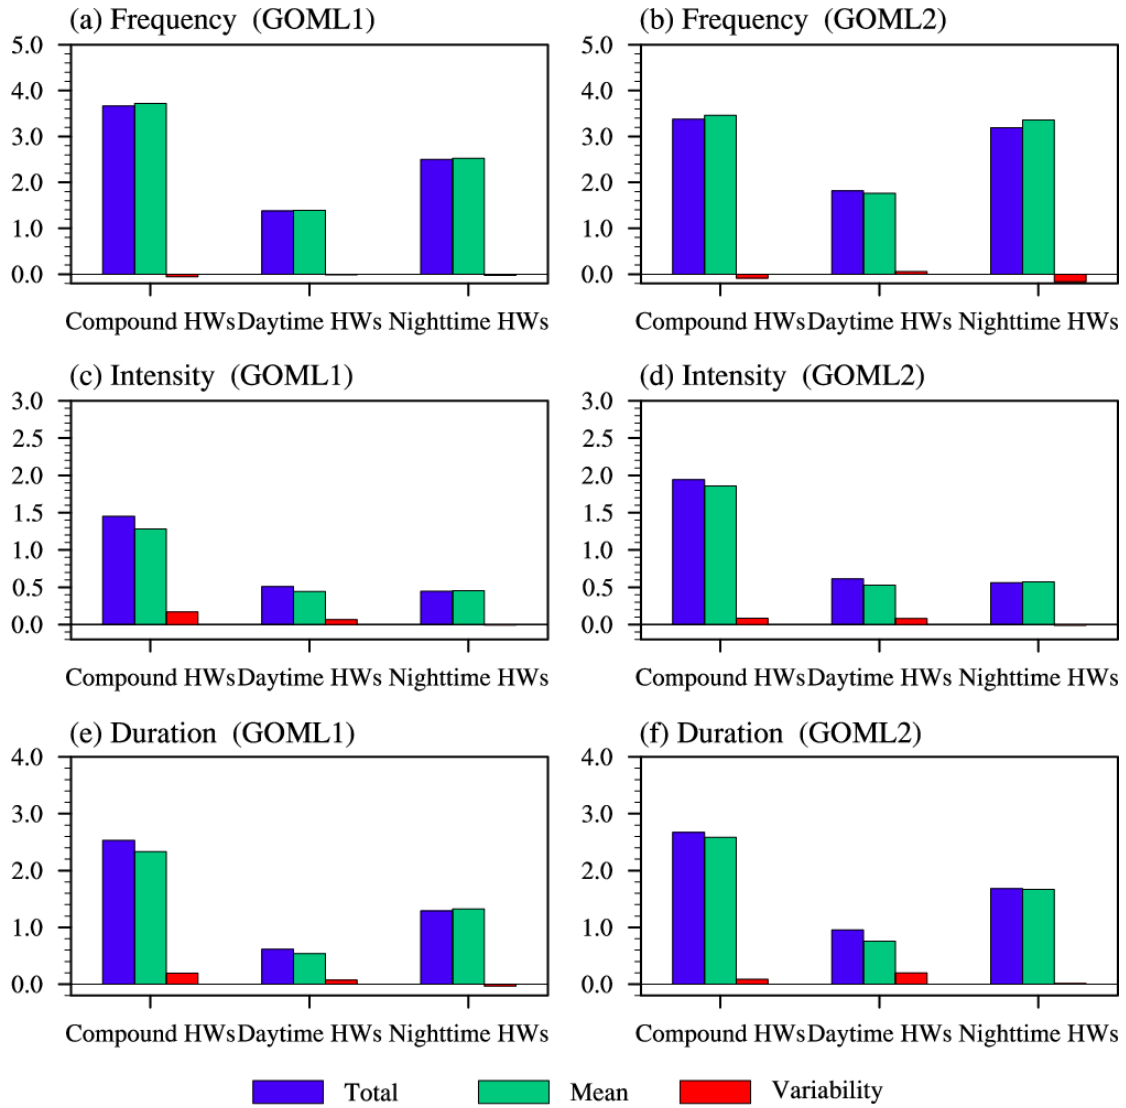 (a) Frequency (GOML1)
5.0
4.0
3.0
2.0
1.0
0.0
Compound HWs Daytime HWs Nighttime HWs
(b) Frequency (GOML2)
5.0
4.0
3.0
2.0
1.0
0.0
Compound HWs Daytime HWs Nighttime HWs
(c) Intensity (GOML1)
3.0
2.5
2.0
1.5
1.0
0.5
0.0
Compound HWs Daytime HWs Nighttime HWs
(d) Intensity (GOML2)
3.0
2.5
2.0
1.5
1.0
0.5
0.0
Compound HWs Daytime HWs Nighttime HWs
(e) Duration (GOML1)
4.0
3.0
2.0
1.0
0.0
Compound HWs Daytime HWs Nighttime HWs
(f) Duration (GOML2)
4.0
3.0
2.0
1.0
0.0
Compound HWs Daytime HWs Nighttime HWs
Total Mean Variability